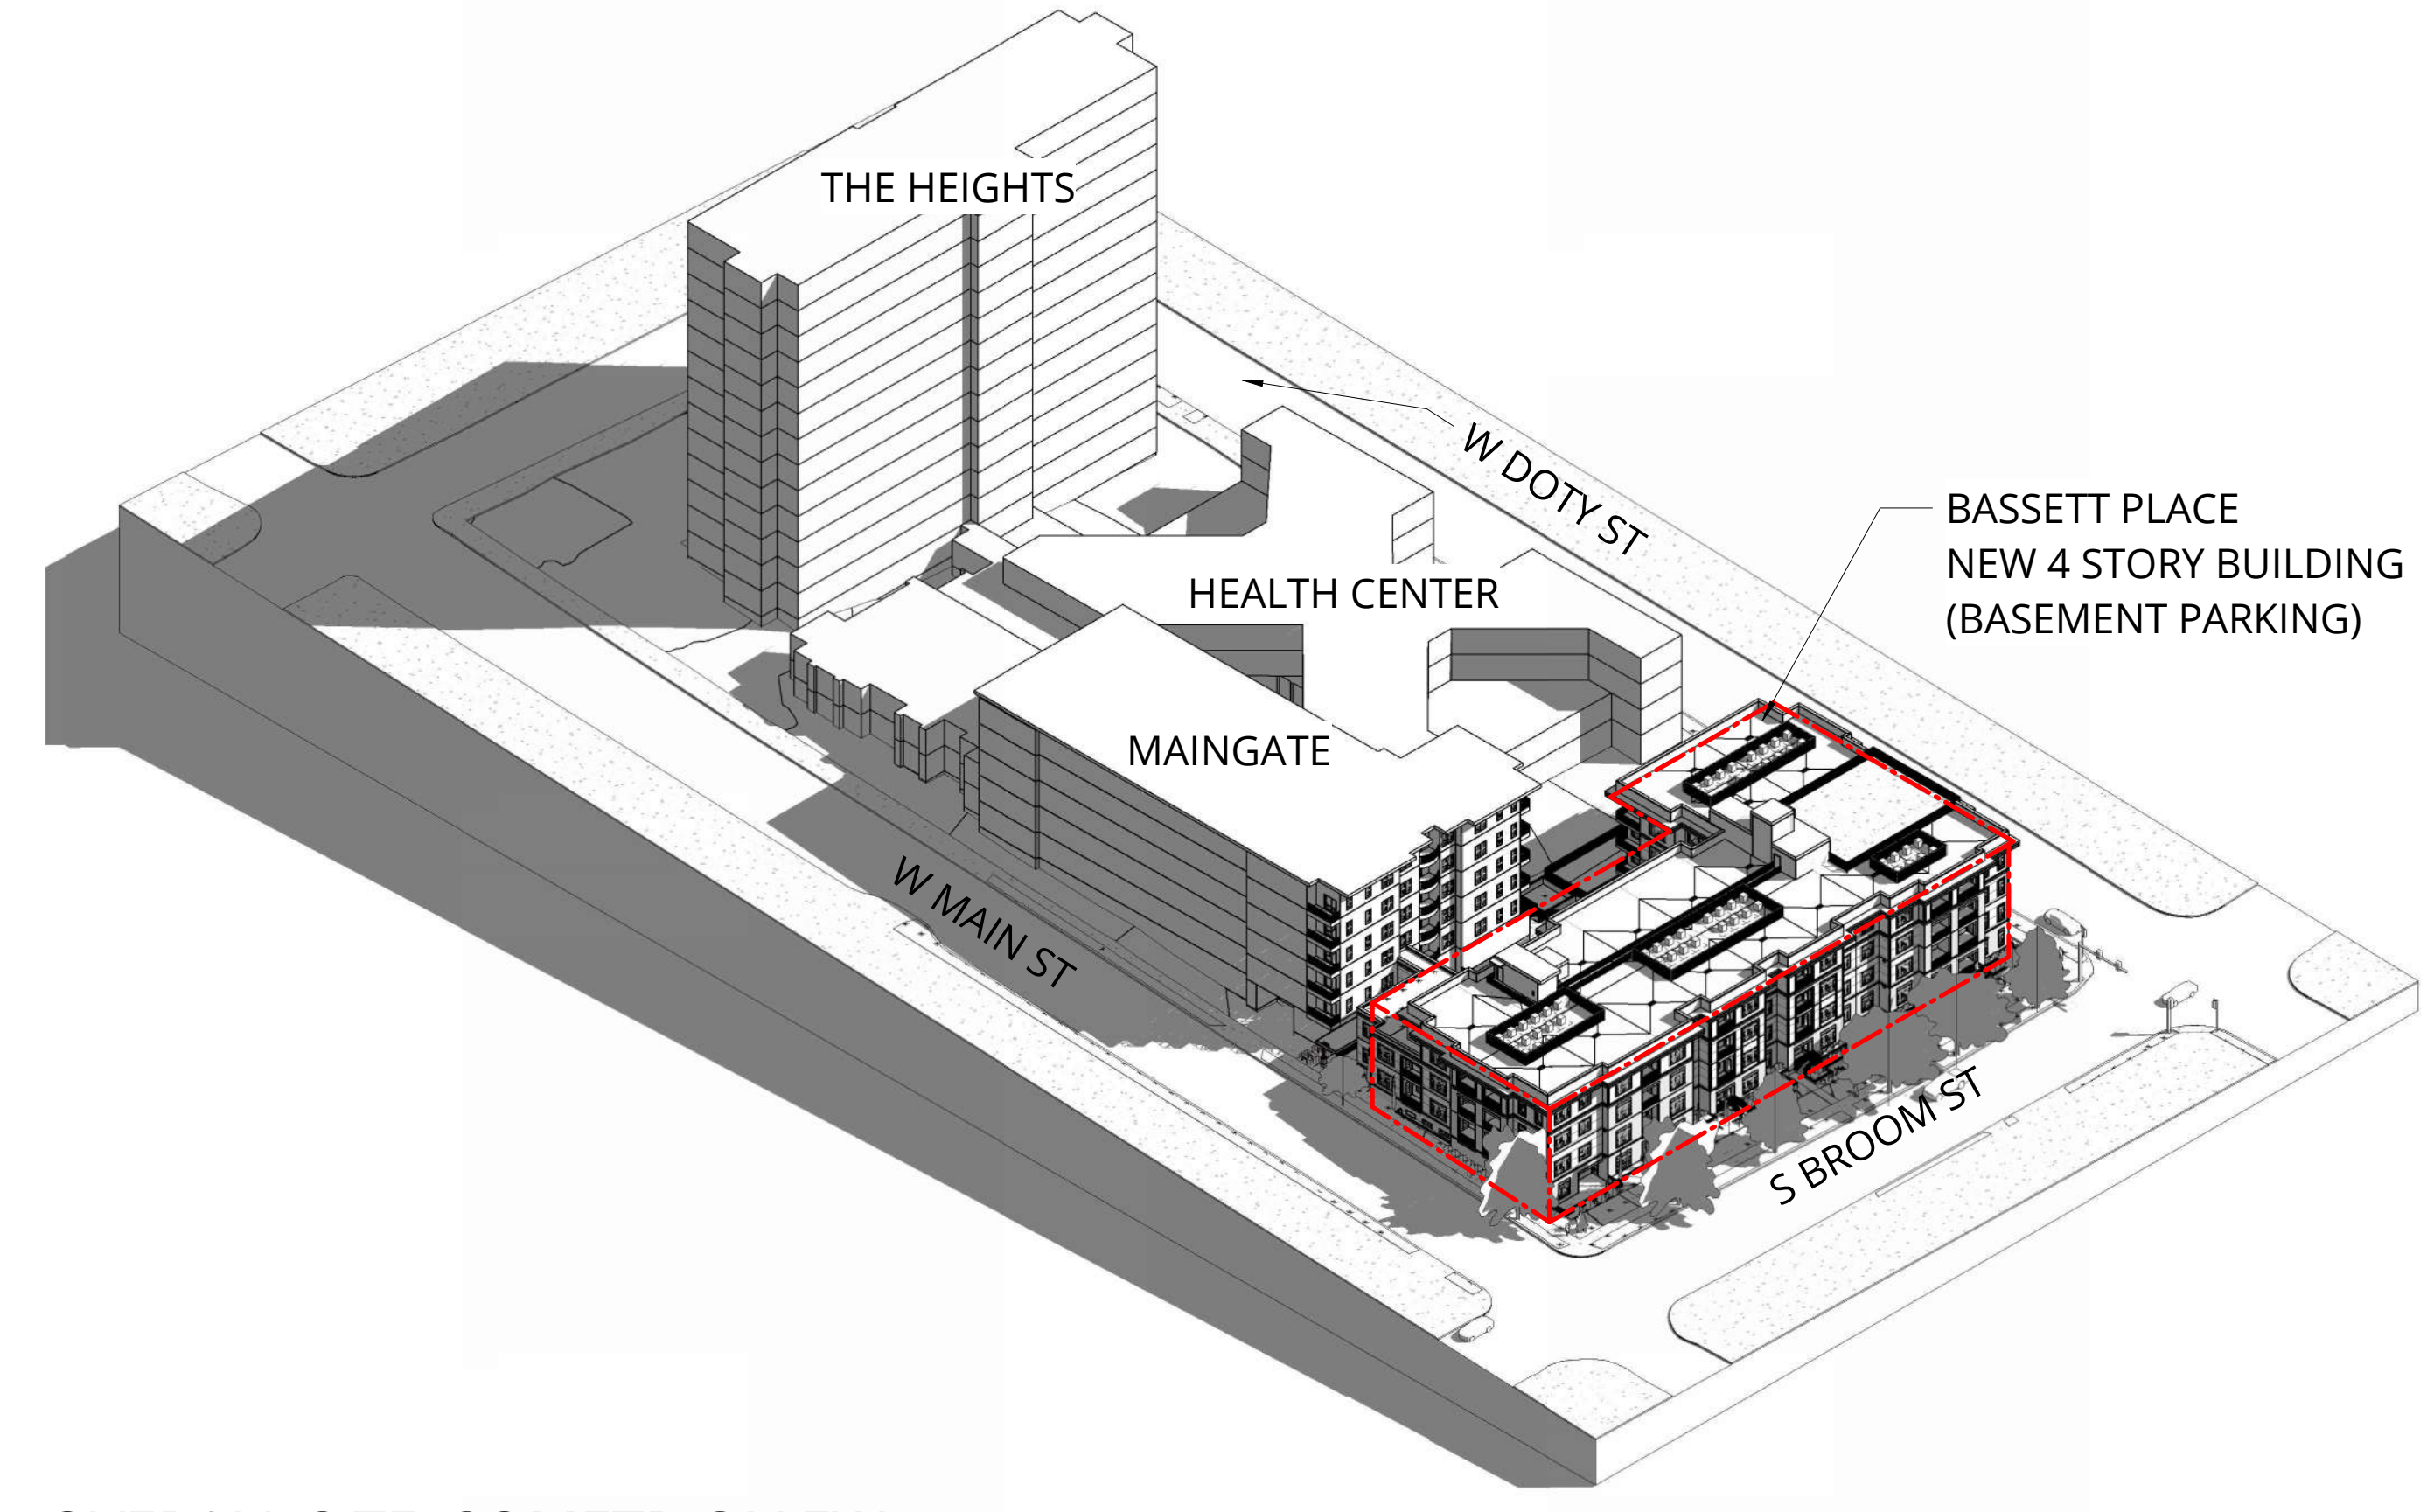 THE HEIGHTS
W DOTY ST
BASSETT PLACE
NEW 4 STORY BUILDING
(BASEMENT PARKING)
HEALTH CENTER
MAINGATE
W MAIN ST
S BROOM ST